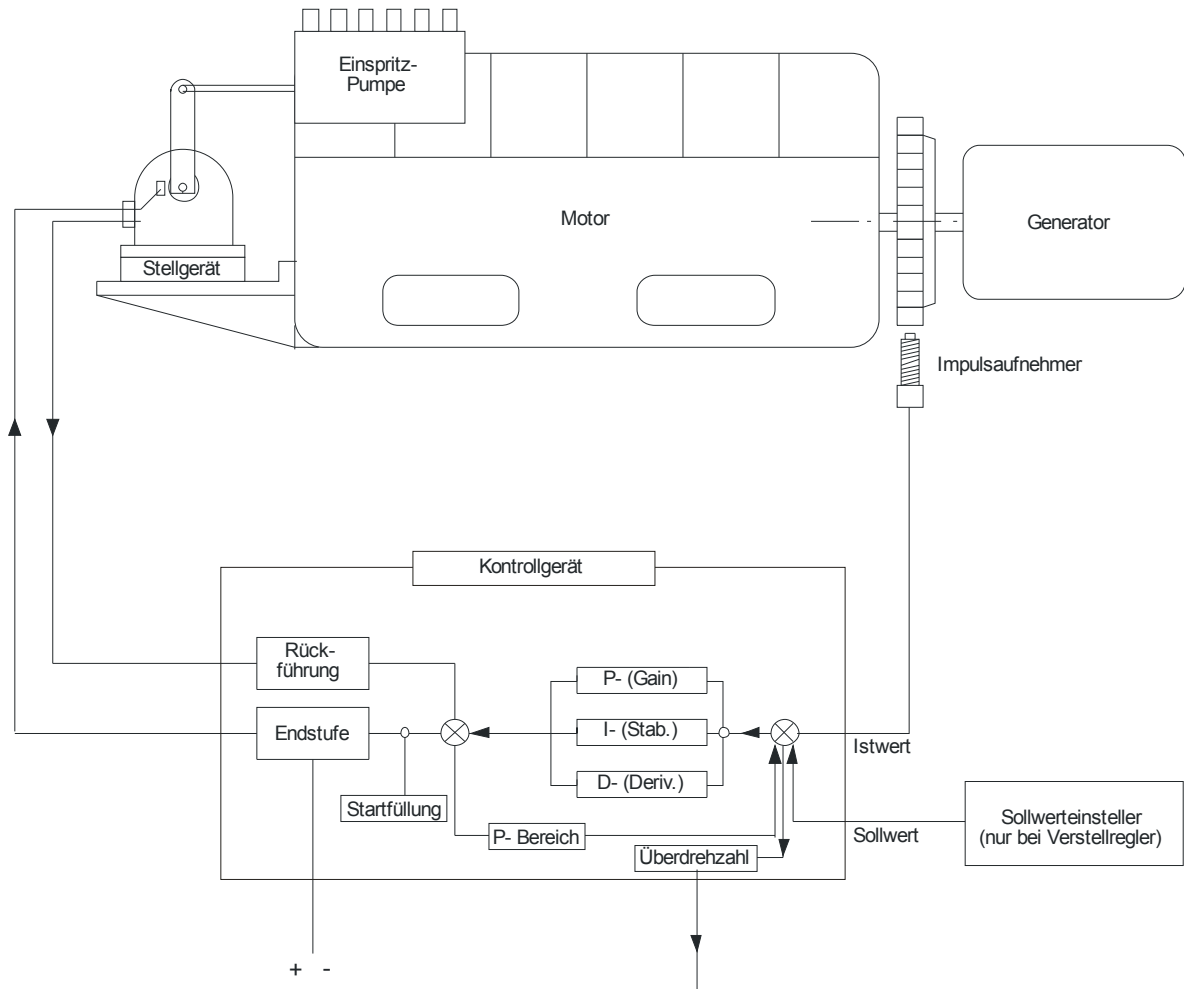 Einspritz-
Pumpe
Motor
Generator
Stellgerät
Impulsaufnehmer
Kontrollgerät
Rück-
führung
P- (Gain)
Endstufe
I- (Stab.)
Istwert
D- (Deriv.)
Startfüllung
P- Bereich
Sollwert
Sollwerteinsteller
(nur bei Verstellregler)
Überdrehzahl
+ -